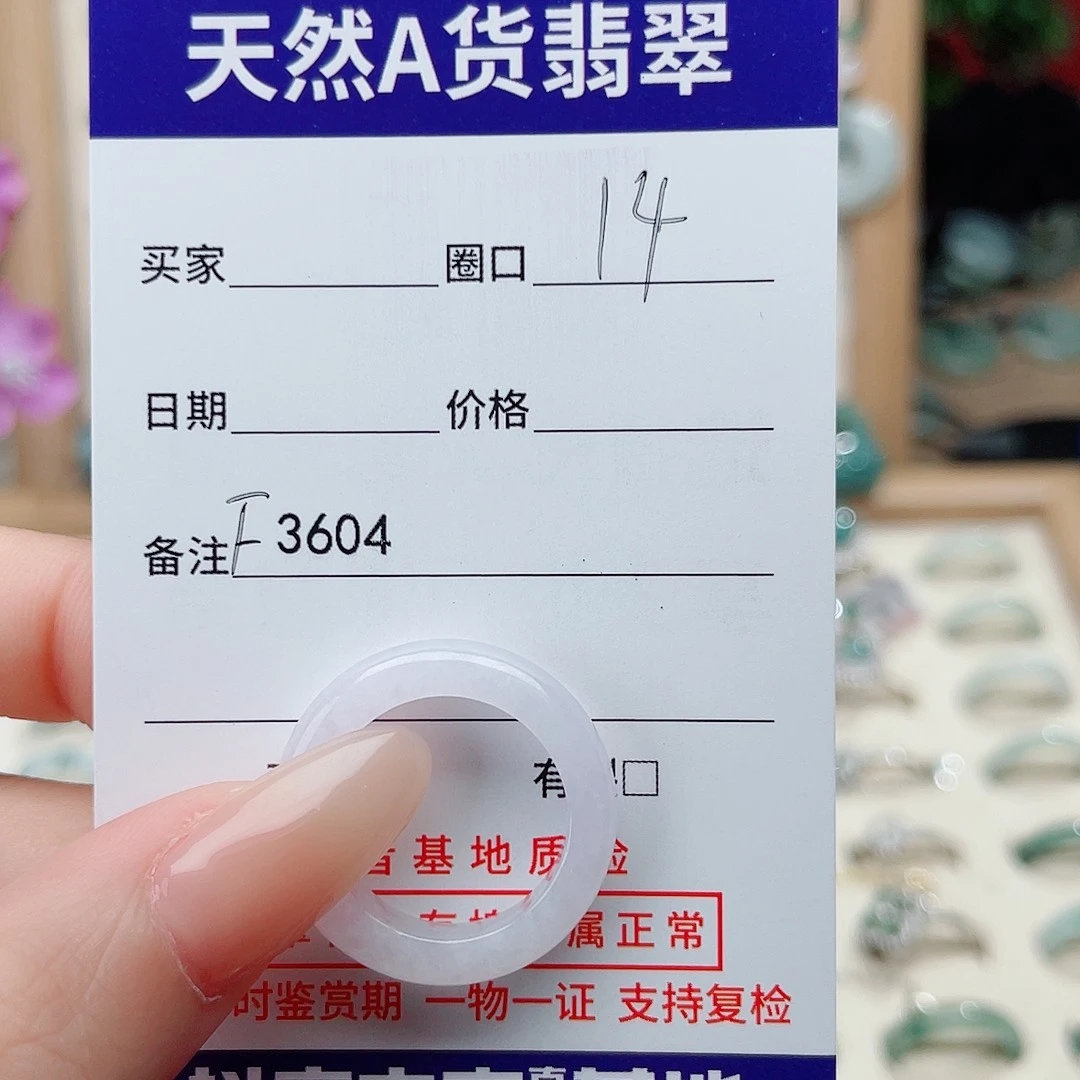 天然A货翡翠
买家 圈口 14
日期 价格
备注 F 3604
有
基地质检
属正常
时鉴赏期 一物一证 支持复检